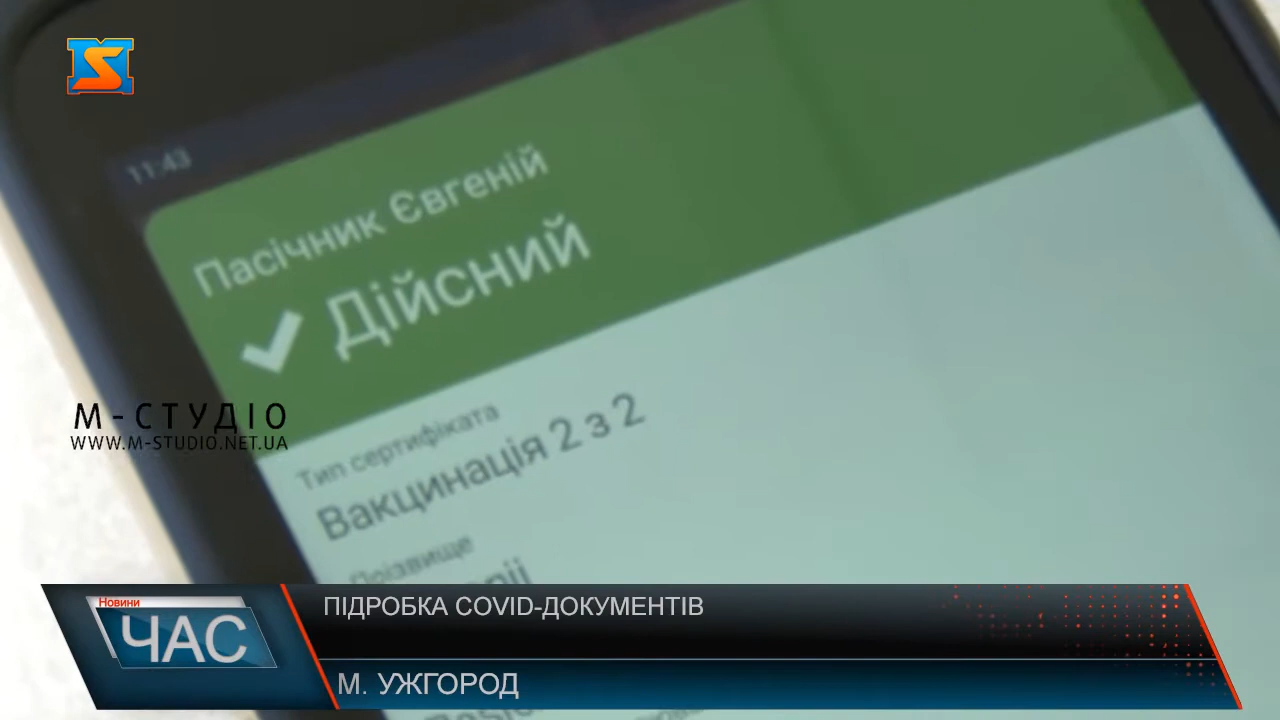 11:43
Пасічник Євгеній
Дійсний
Тип сертифіката
Вакцинація 2 з 2
Прізвище
М-СТУДІО
WWW.M-STUDIO.NET.UA
Новини
ЧАС
ПІДРОБКА COVID-ДОКУМЕНТІВ
М. УЖГОРОД